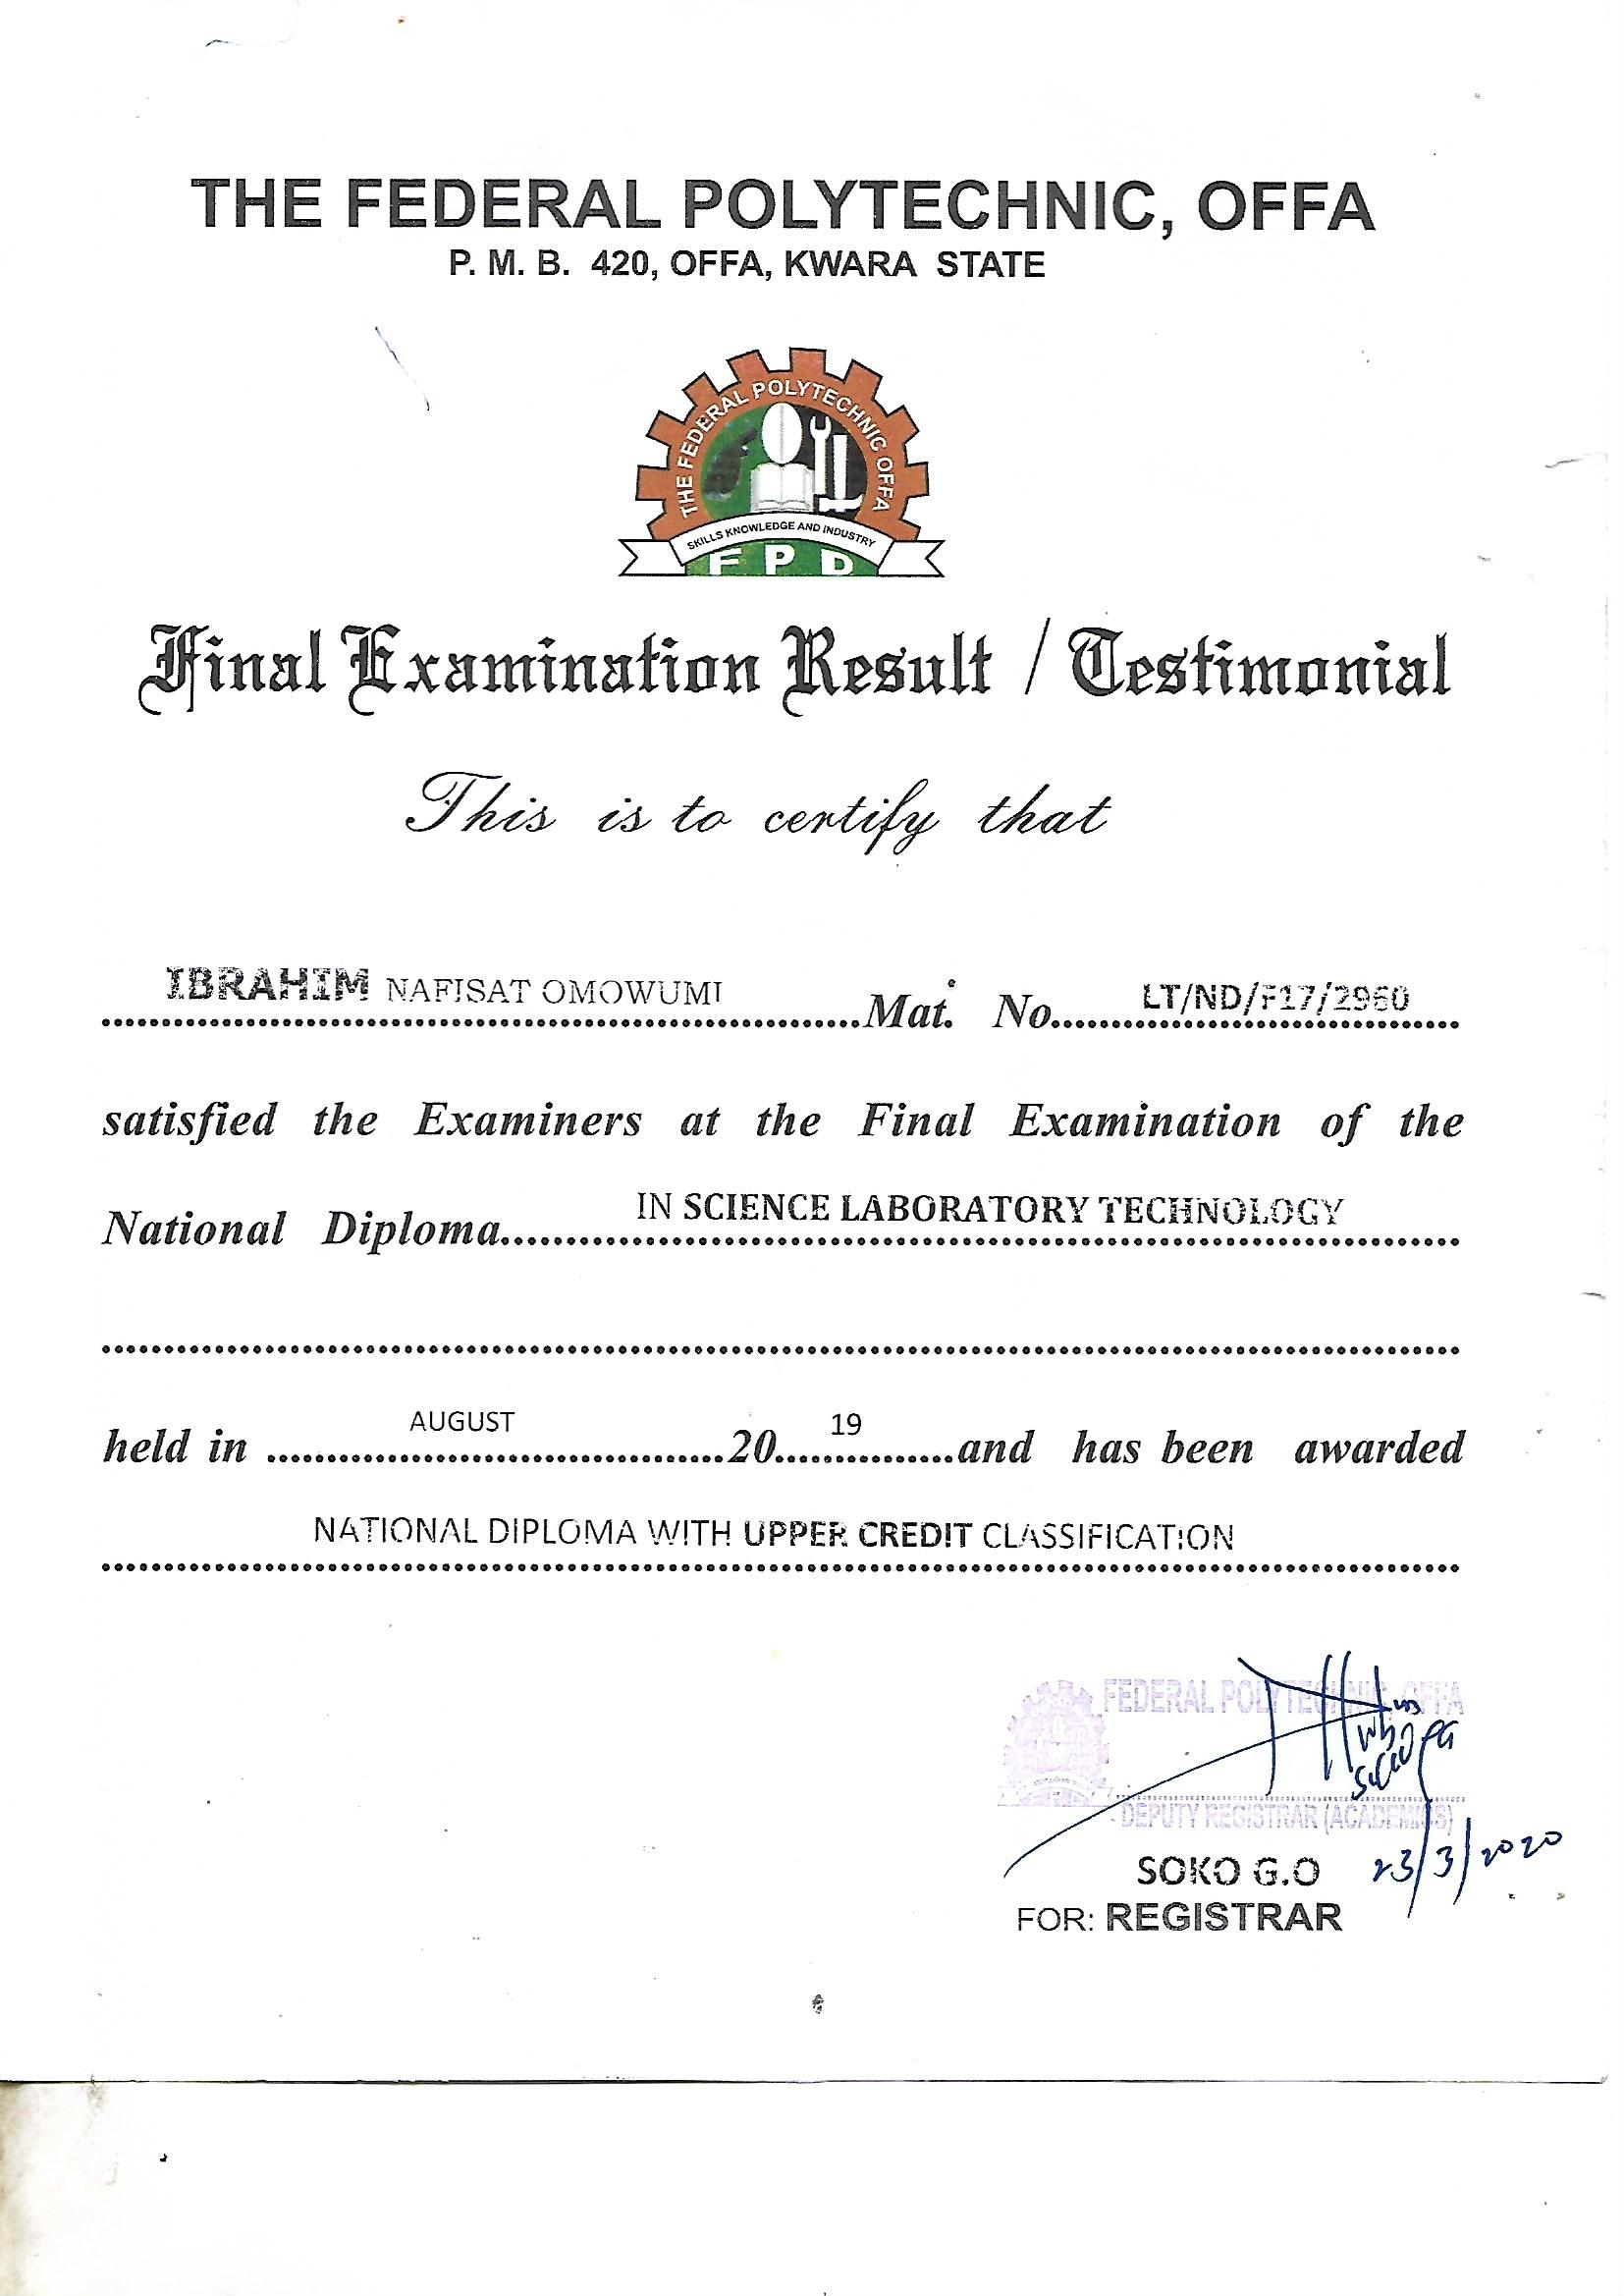 THE FEDERAL POLYTECHNIC, OFFA
P. M. B. 420, OFFA, KWARA STATE
THE FEDERAL POLYTECHNIC OFFA
SKILLS KNOWLEDGE AND INDUSTRY
F P D
Final Examination Result / Testimonial
This is to certify that
IBRAHIM NAFISAT OMOWUMI Mat. No. LT/ND/F17/2960
satisfied the Examiners at the Final Examination of the
National Diploma IN SCIENCE LABORATORY TECHNOLOGY
held in AUGUST 20 19 and has been awarded
NATIONAL DIPLOMA WITH UPPER CREDIT CLASSIFICATION
FEDERAL POLYTECHNIC, OFFA
DEPUTY REGISTRAR (ACADEMICS)
SOKO G.O 23/3/2020
FOR: REGISTRAR